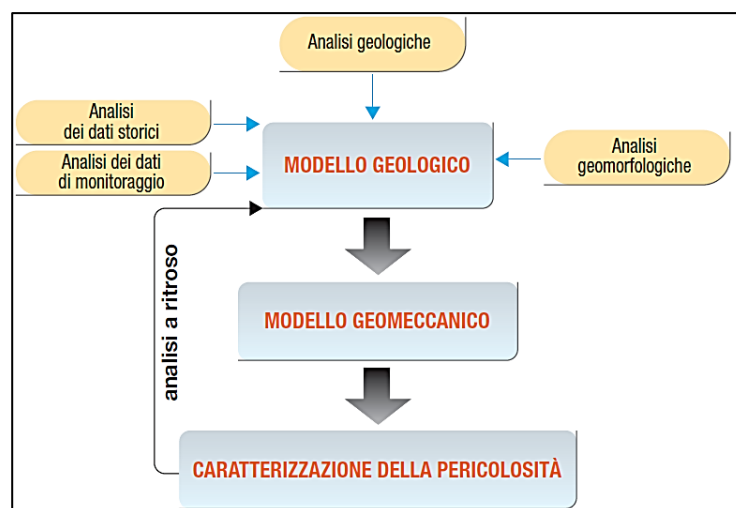 Analisi geologiche
Analisi
dei dati storici
Analisi dei dati
di monitoraggio
MODELLO GEOLOGICO
Analisi
geomorfologiche
analisi a ritroso
MODELLO GEOMECCANICO
CARATTERIZZAZIONE DELLA PERICOLOSITÀ